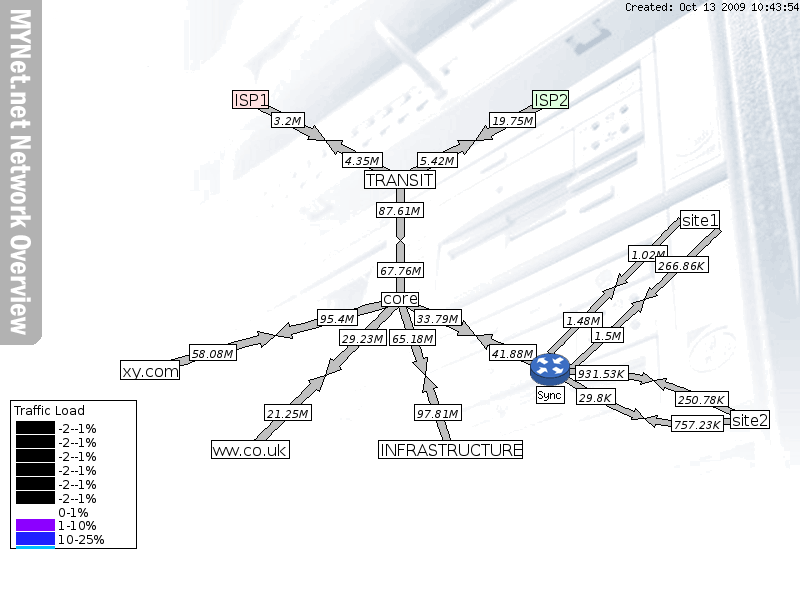 Created: Oct 13 2009 10:43:54
MYNet.net Network Overview
ISP1
ISP2
3.2M
19.75M
4.35M
5.42M
TRANSIT
87.61M
site1
1.02M
266.86K
67.76M
core
95.4M
33.79M
1.48M
29.23M
65.18M
1.5M
58.08M
41.88M
xy.com
931.53K
Sync
29.8K
250.78K
21.25M
97.81M
757.23K
site2
ww.co.uk
INFRASTRUCTURE
Traffic Load
-2--1%
-2--1%
-2--1%
-2--1%
-2--1%
-2--1%
0-1%
1-10%
10-25%